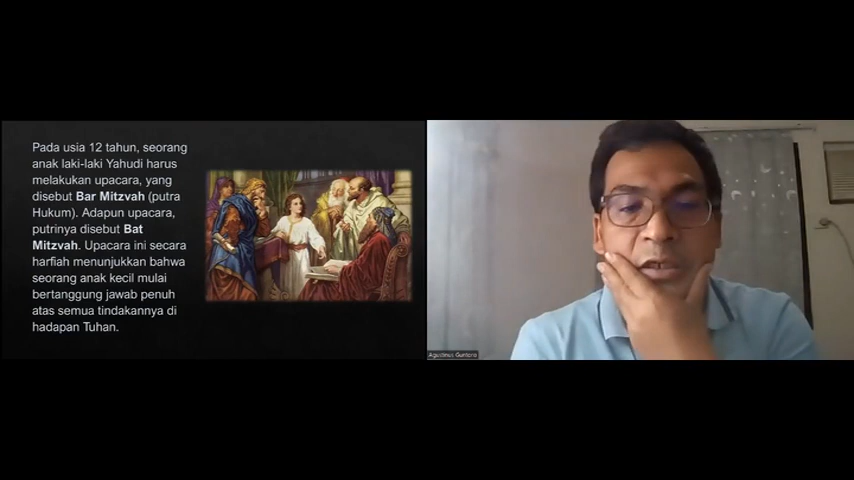 Pada usia 12 tahun, seorang
anak laki-laki Yahudi harus
melakukan upacara, yang
disebut Bar Mitzvah (putra
Hukum). Adapun upacara,
putrinya disebut Bat
Mitzvah. Upacara ini secara
harfiah menunjukkan bahwa
seorang anak kecil mulai
bertanggung jawab penuh
atas semua tindakannya di
hadapan Tuhan.
Agustinus Guntoro